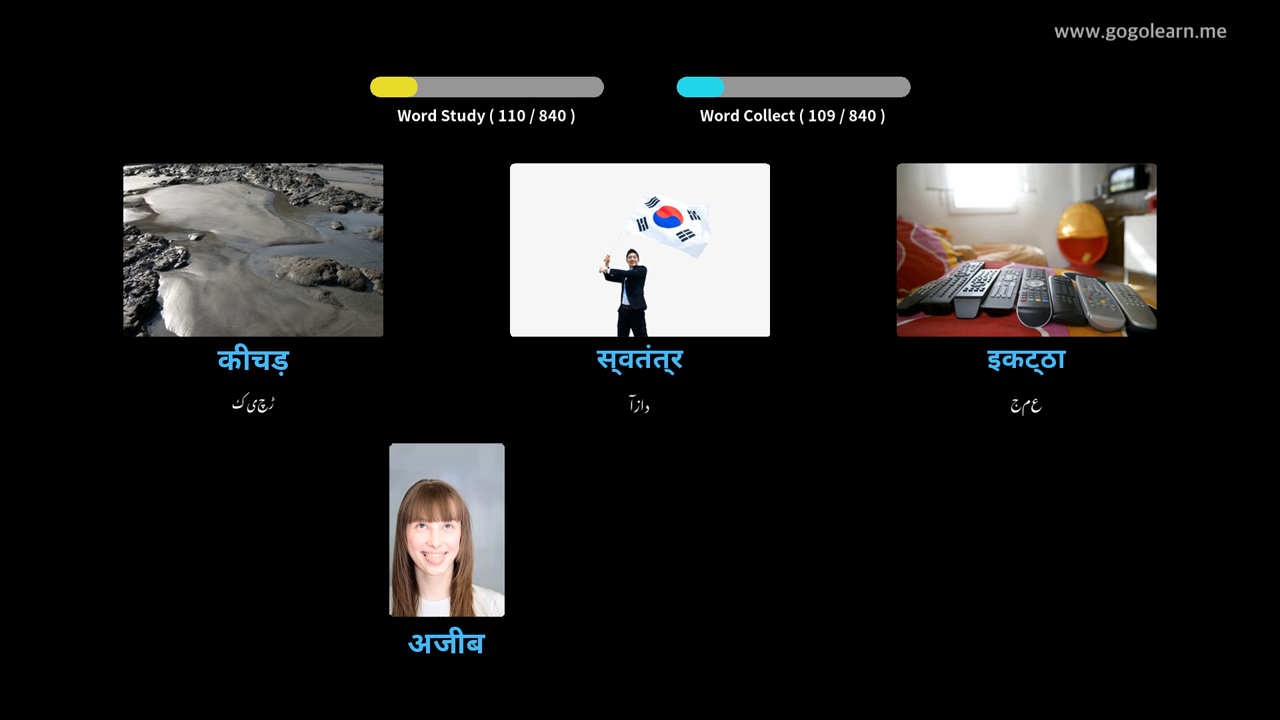 www.gogolearn.me
Word Study ( 110 / 840 )
Word Collect ( 109 / 840 )
कीचड़
स्वतंत्र
इकट्ठा
ڑچیک
دازآ
عمج
अजीब